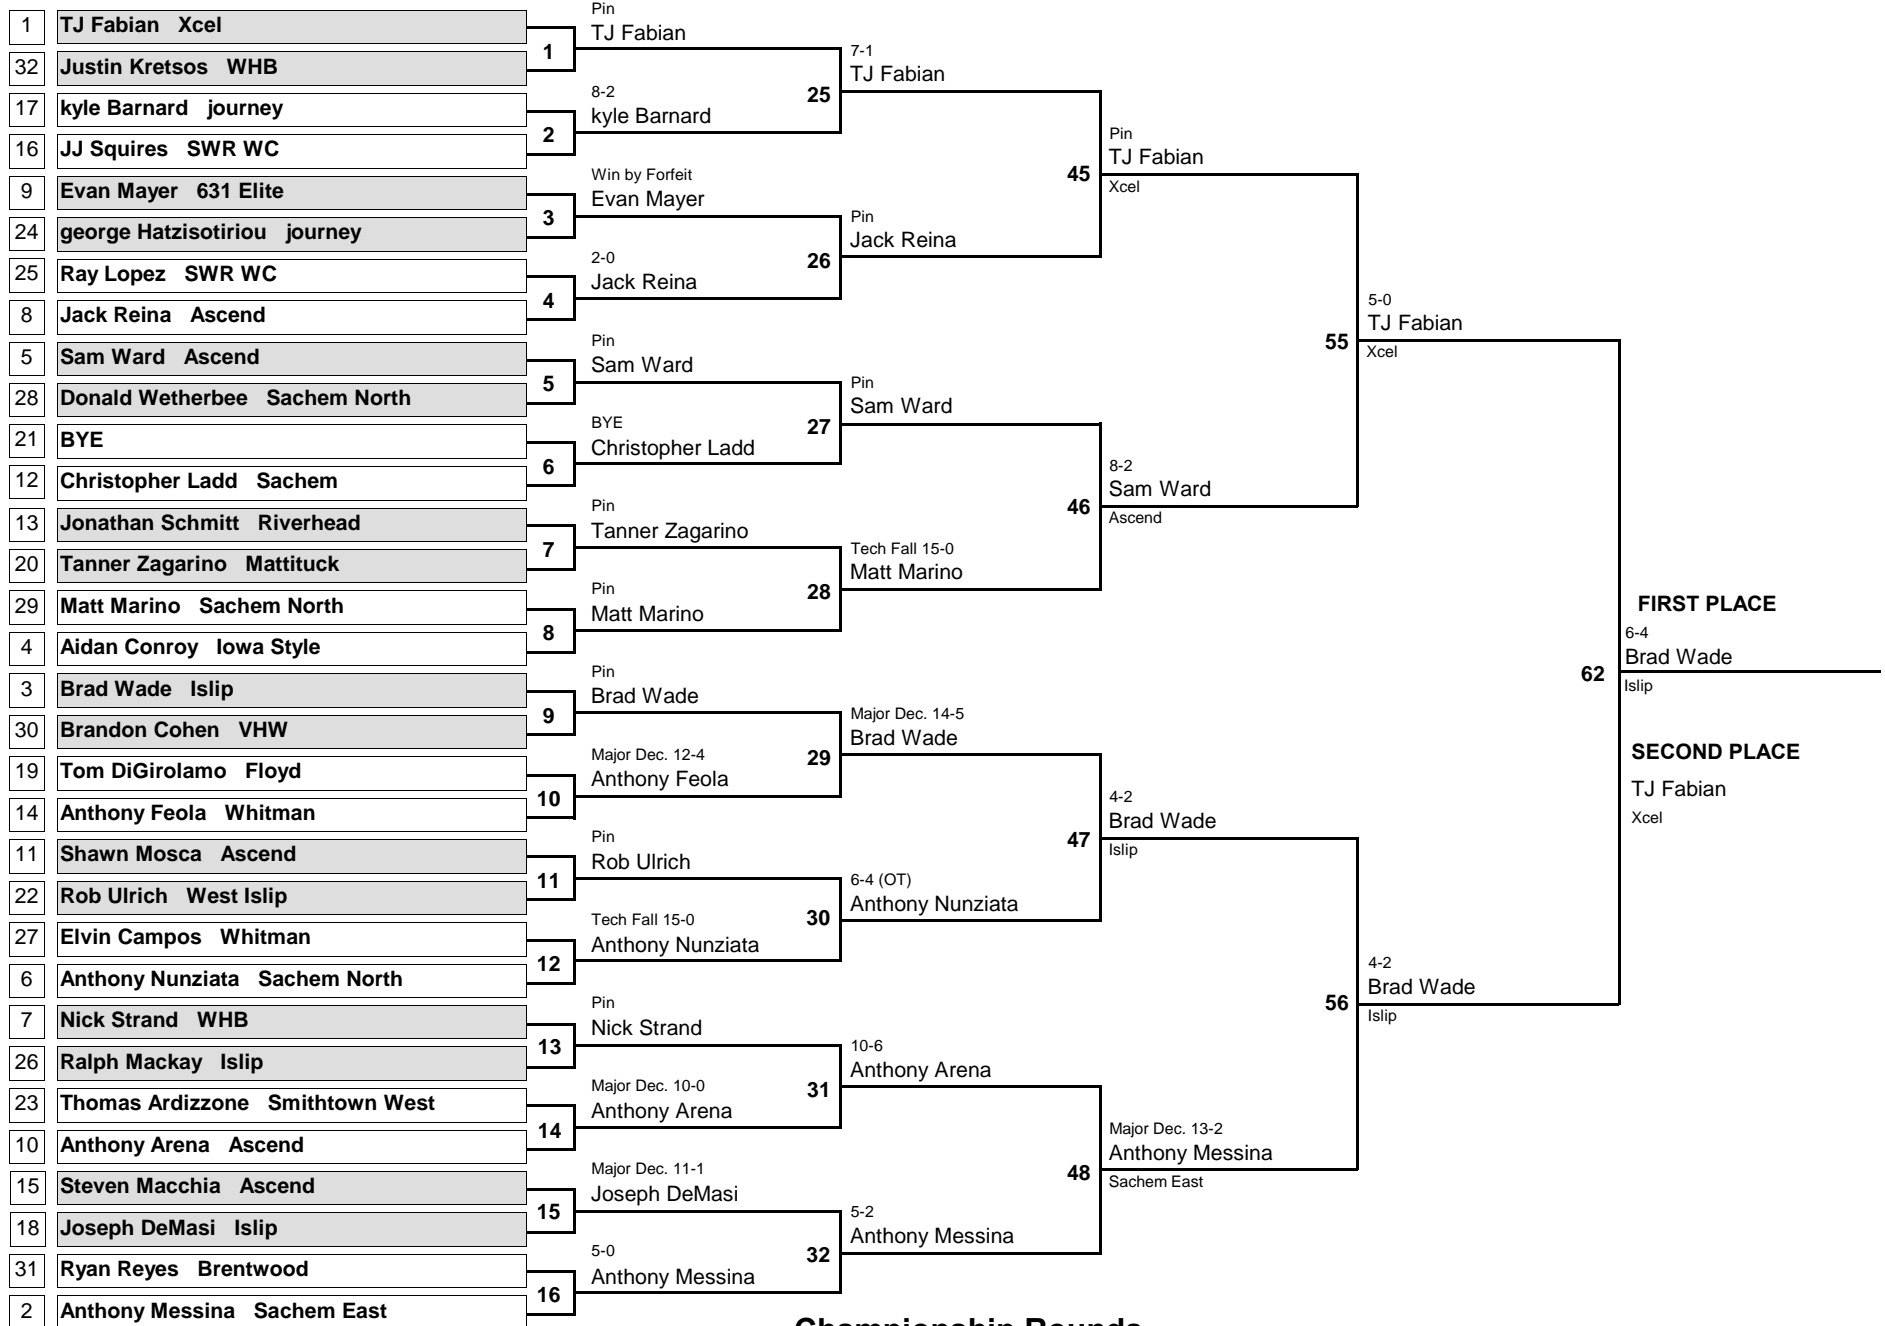 1 TJ Fabian Xcel
32 Justin Kretsos WHB
17 kyle Barnard journey
16 JJ Squires SWR WC
9 Evan Mayer 631 Elite
24 george Hatzisotiriou journey
25 Ray Lopez SWR WC
8 Jack Reina Ascend
5 Sam Ward Ascend
28 Donald Wetherbee Sachem North
21 BYE
12 Christopher Ladd Sachem
13 Jonathan Schmitt Riverhead
20 Tanner Zagarino Mattituck
29 Matt Marino Sachem North
4 Aidan Conroy Iowa Style
3 Brad Wade Islip
30 Brandon Cohen VHW
19 Tom DiGirolamo Floyd
14 Anthony Feola Whitman
11 Shawn Mosca Ascend
22 Rob Ulrich West Islip
27 Elvin Campos Whitman
6 Anthony Nunziata Sachem North
7 Nick Strand WHB
26 Ralph Mackay Islip
23 Thomas Ardizzone Smithtown West
10 Anthony Arena Ascend
15 Steven Macchia Ascend
18 Joseph DeMasi Islip
31 Ryan Reyes Brentwood
2 Anthony Messina Sachem East
1
2
3
4
5
6
7
8
9
10
11
12
13
14
15
16
Pin
TJ Fabian
8-2
kyle Barnard
Win by Forfeit
Evan Mayer
2-0
Jack Reina
Pin
Sam Ward
BYE
Christopher Ladd
Pin
Tanner Zagarino
Pin
Matt Marino
Pin
Brad Wade
Major Dec. 12-4
Anthony Feola
Pin
Rob Ulrich
Tech Fall 15-0
Anthony Nunziata
Pin
Nick Strand
Major Dec. 10-0
Anthony Arena
Major Dec. 11-1
Joseph DeMasi
5-0
Anthony Messina
25
26
27
28
29
30
31
32
7-1
TJ Fabian
Pin
Jack Reina
Pin
Sam Ward
Tech Fall 15-0
Matt Marino
Major Dec. 14-5
Brad Wade
6-4 (OT)
Anthony Nunziata
10-6
Anthony Arena
5-2
Anthony Messina
45
46
47
48
Pin
TJ Fabian
Xcel
8-2
Sam Ward
Ascend
4-2
Brad Wade
Islip
Major Dec. 13-2
Anthony Messina
Sachem East
55
56
5-0
TJ Fabian
Xcel
4-2
Brad Wade
Islip
62
FIRST PLACE
6-4
Brad Wade
Islip
SECOND PLACE
TJ Fabian
Xcel
Championship Rounds